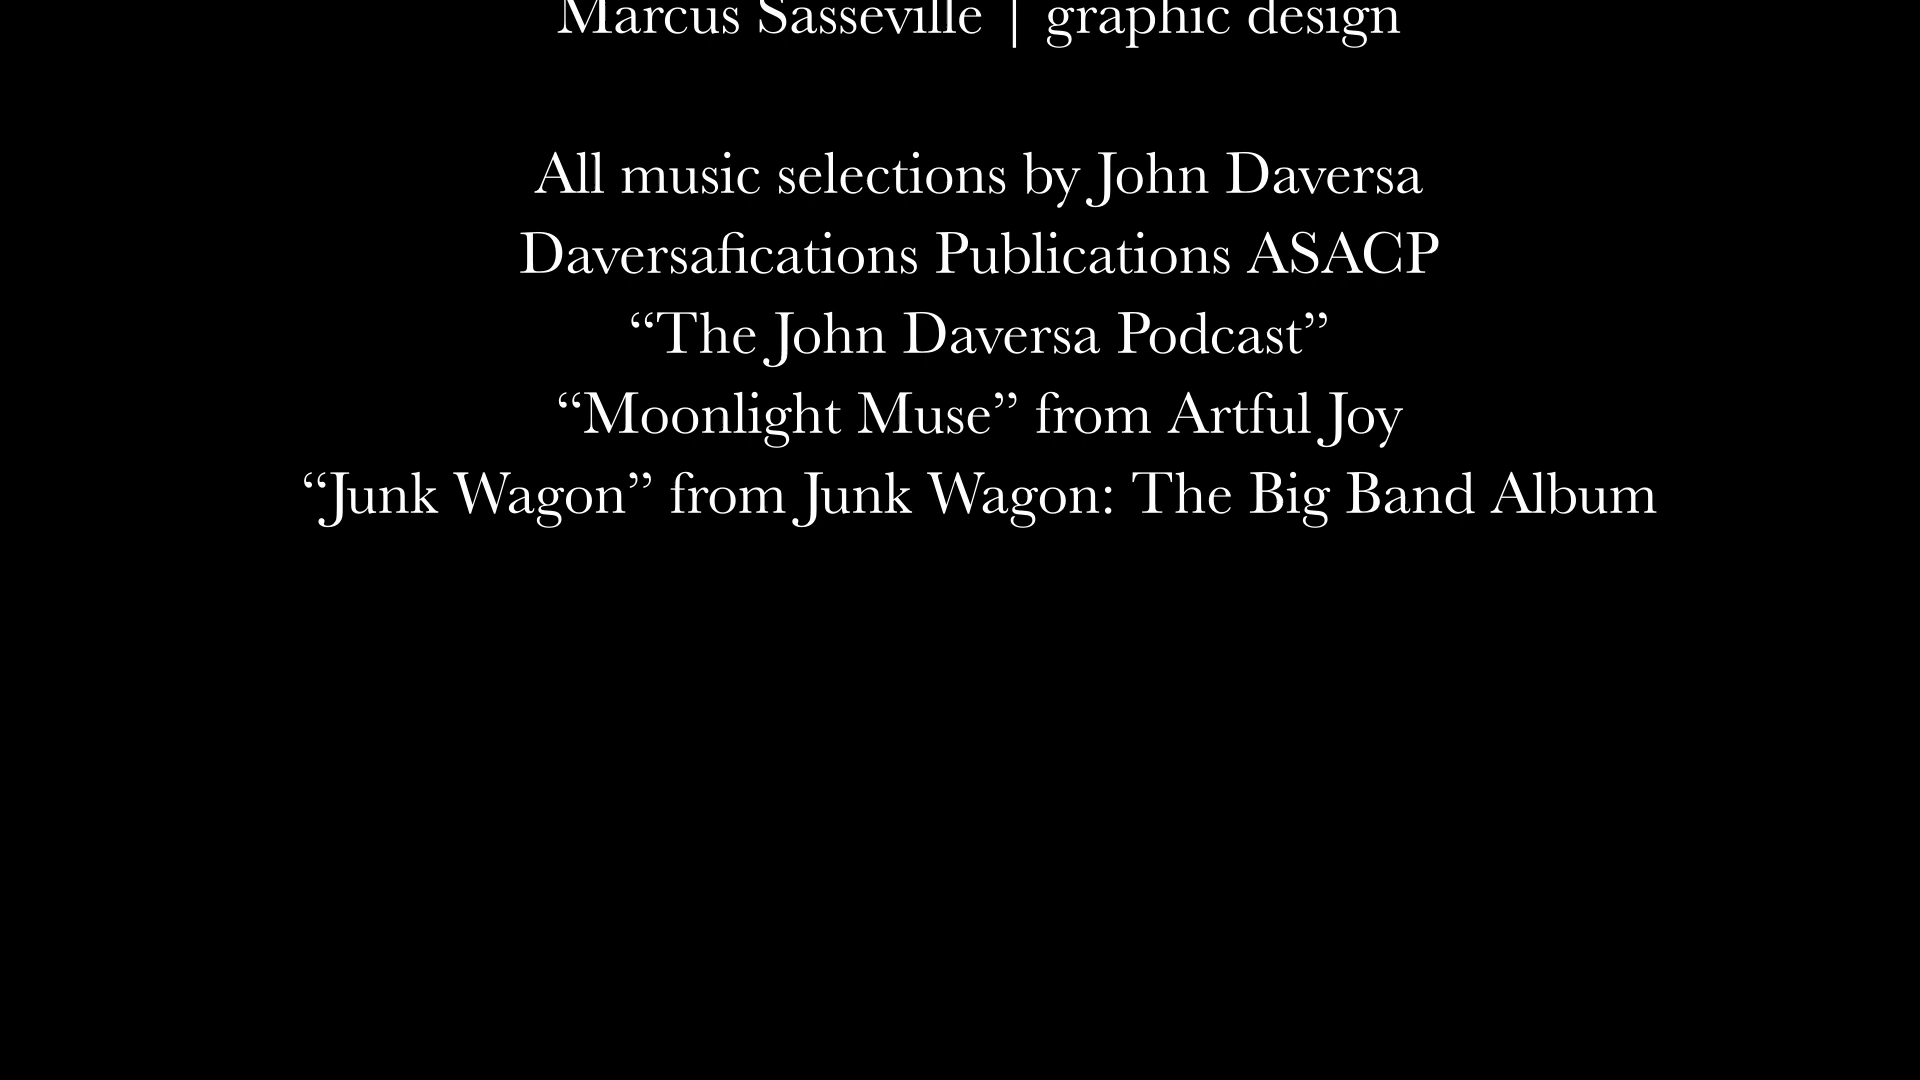 Marcus Sasseville | graphic design
All music selections by John Daversa
Daversafications Publications ASACP
“The John Daversa Podcast”
“Moonlight Muse” from Artful Joy
“Junk Wagon” from Junk Wagon: The Big Band Album